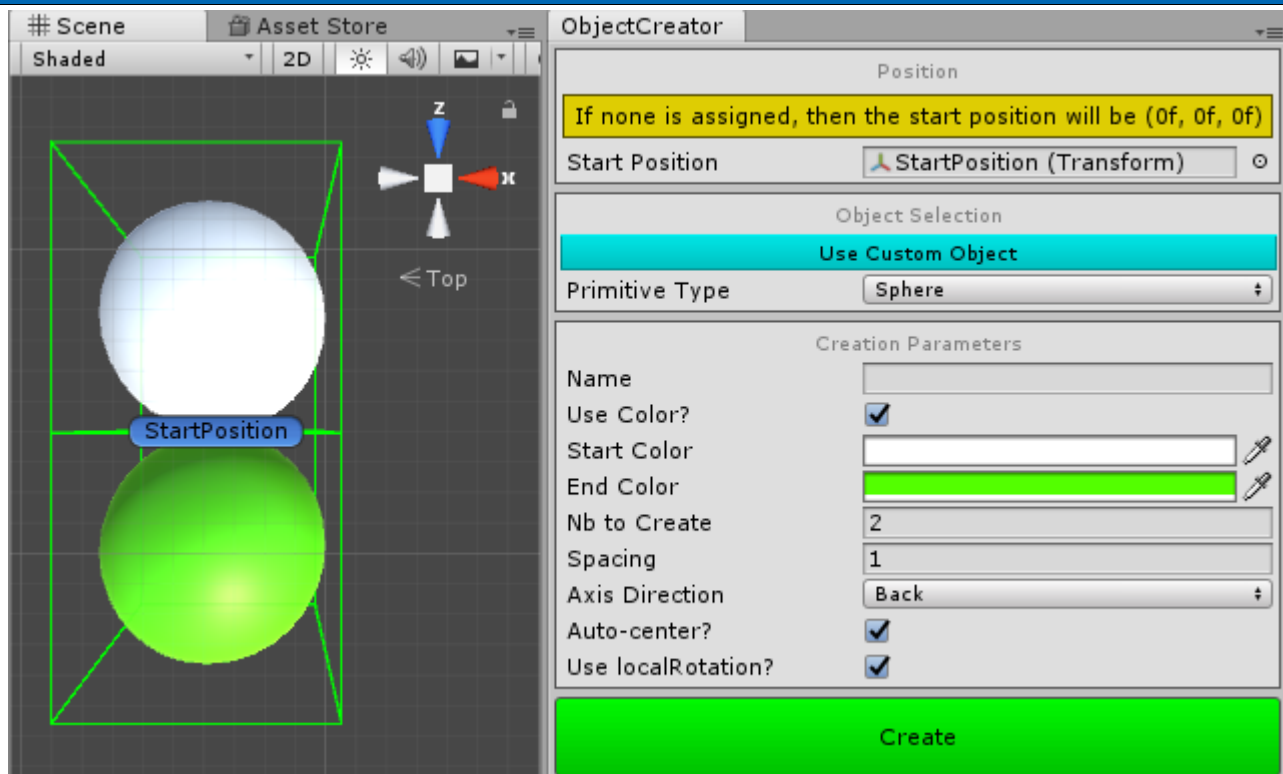 Scene
Asset Store
Shaded
2D
z
x
Top
StartPosition
ObjectCreator
Position
If none is assigned, then the start position will be (0f, 0f, 0f)
Start Position
StartPosition (Transform)
Object Selection
Use Custom Object
Primitive Type
Sphere
Creation Parameters
Name
Use Color?
Start Color
End Color
Nb to Create
2
Spacing
1
Axis Direction
Back
Auto-center?
Use localRotation?
Create